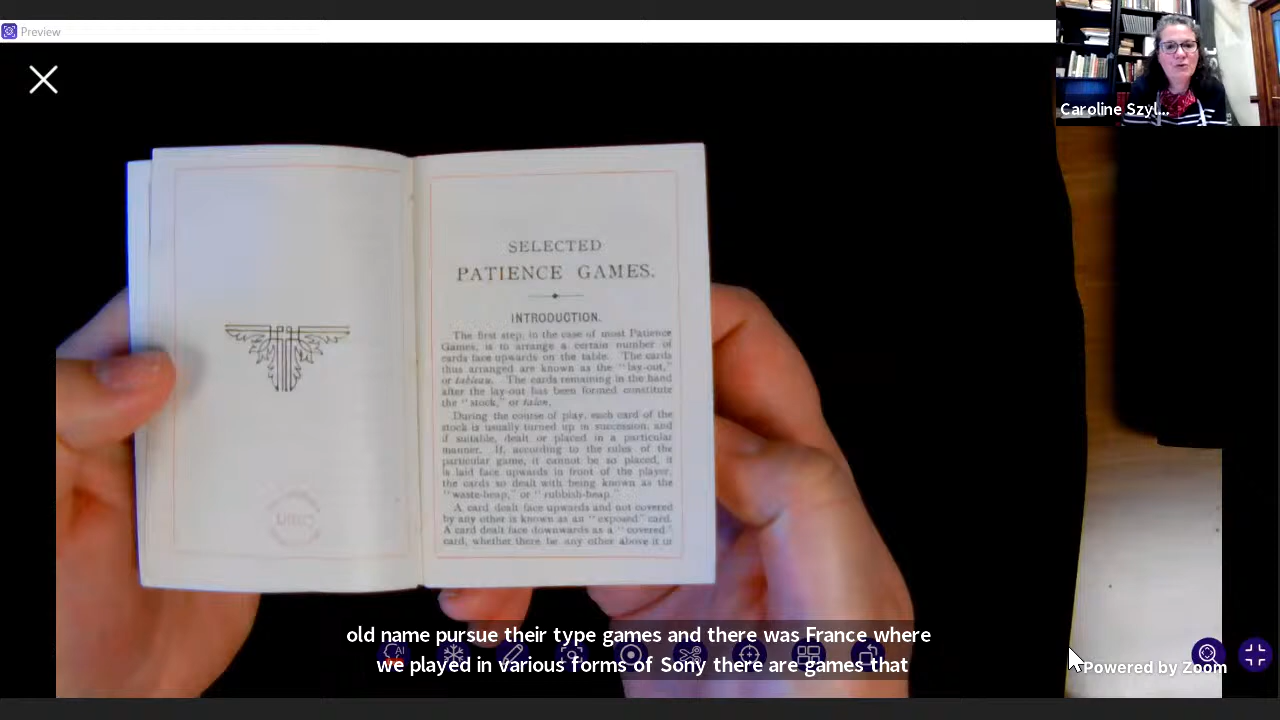 Preview
Caroline Szyl...
SELECTED
PATIENCE GAMES.
INTRODUCTION.
The first step, in the case of most Patience
Games, is to arrange a certain number of
cards face upwards on the table. The cards
thus arranged are known as the "lay-out,"
or tableau. The cards remaining in the hand
after the lay-out has been formed constitute
the "stock," or talon.
During the course of play, each card of the
stock is usually turned up in succession, and
if suitable, dealt or placed in a particular
manner. If, according to the rules of the
particular game, it cannot be so placed, it
is laid face upwards in front of the player,
the cards so dealt with being known as the
"waste-heap," or "rubbish-heap."
A card dealt face upwards and not covered
by any other is known as an "exposed" card.
A card dealt face downwards as a "covered"
card, whether there be any other above it or
old name pursue their type games and there was France where
we played in various forms of Sony there are games that
AI
Powered by Zoom